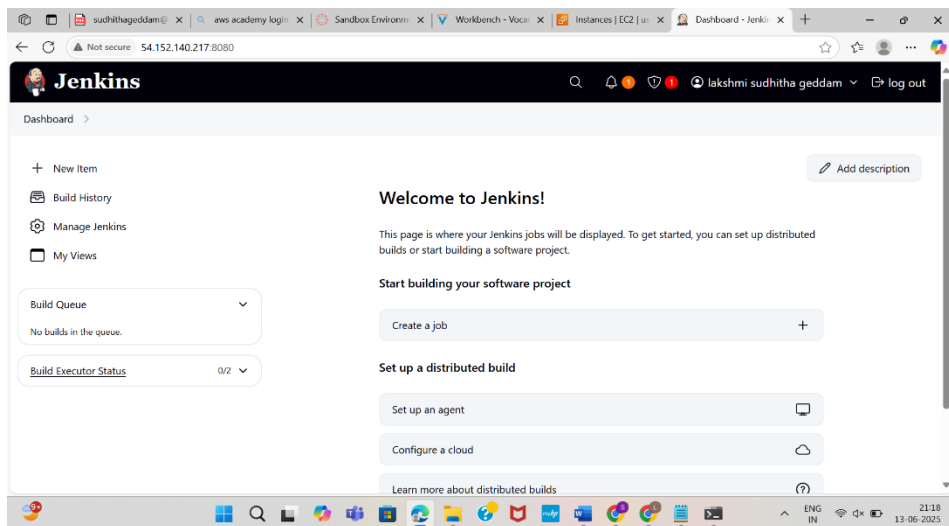 sudhithageddam@
aws academy login
Sandbox Environm
Workbench - Vocar
Instances | EC2 | us
Dashboard - Jenkin
Not secure 54.152.140.217:8080
Jenkins
1
1
lakshmi sudhitha geddam
log out
Dashboard >
New Item
Build History
Manage Jenkins
My Views
Build Queue
No builds in the queue.
Build Executor Status 0/2
Add description
Welcome to Jenkins!
This page is where your Jenkins jobs will be displayed. To get started, you can set up distributed
builds or start building a software project.
Start building your software project
Create a job
Set up a distributed build
Set up an agent
Configure a cloud
Learn more about distributed builds
9+
ENG
IN
21:18